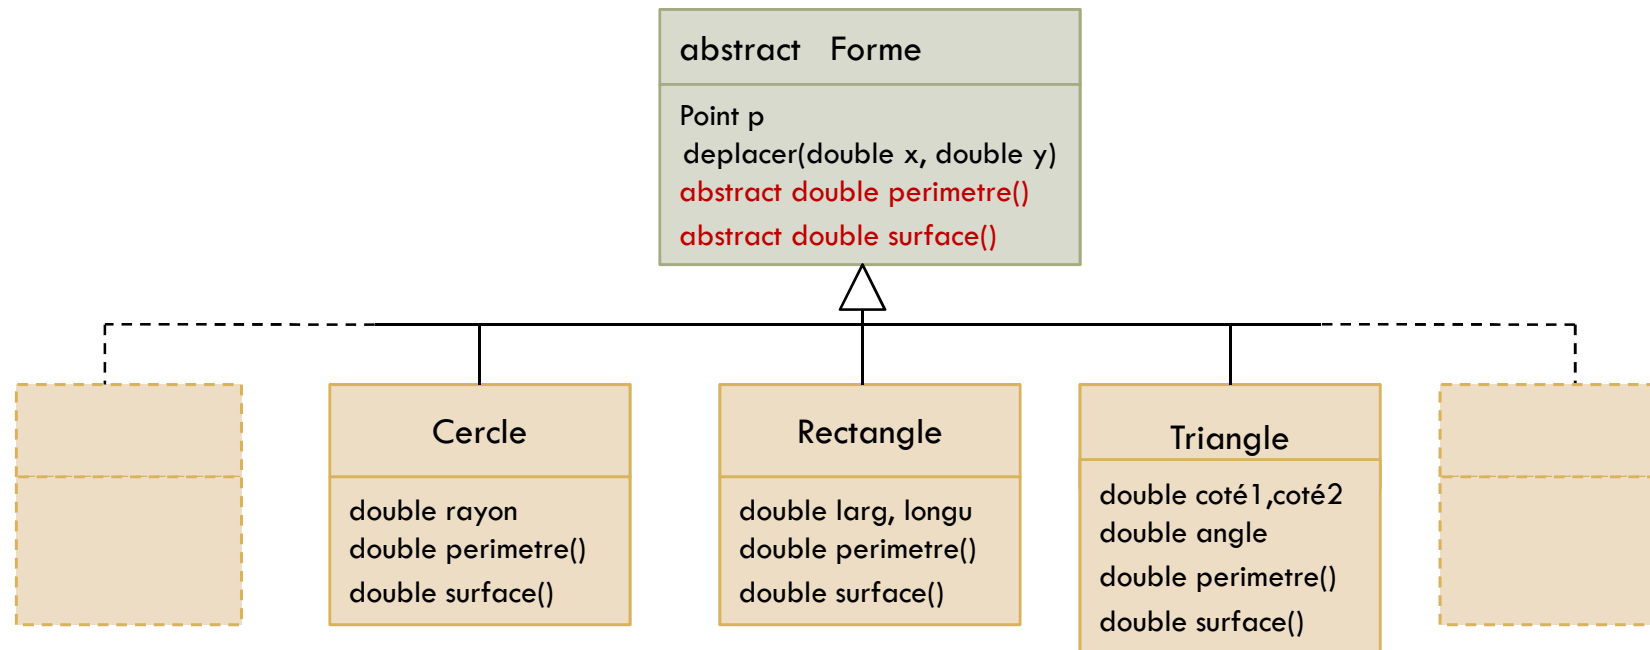 abstract Forme
Point p
deplacer(double x, double y)
abstract double perimetre()
abstract double surface()
Cercle
double rayon
double perimetre()
double surface()
Rectangle
double larg, longu
double perimetre()
double surface()
Triangle
double coté1,coté2
double angle
double perimetre()
double surface()